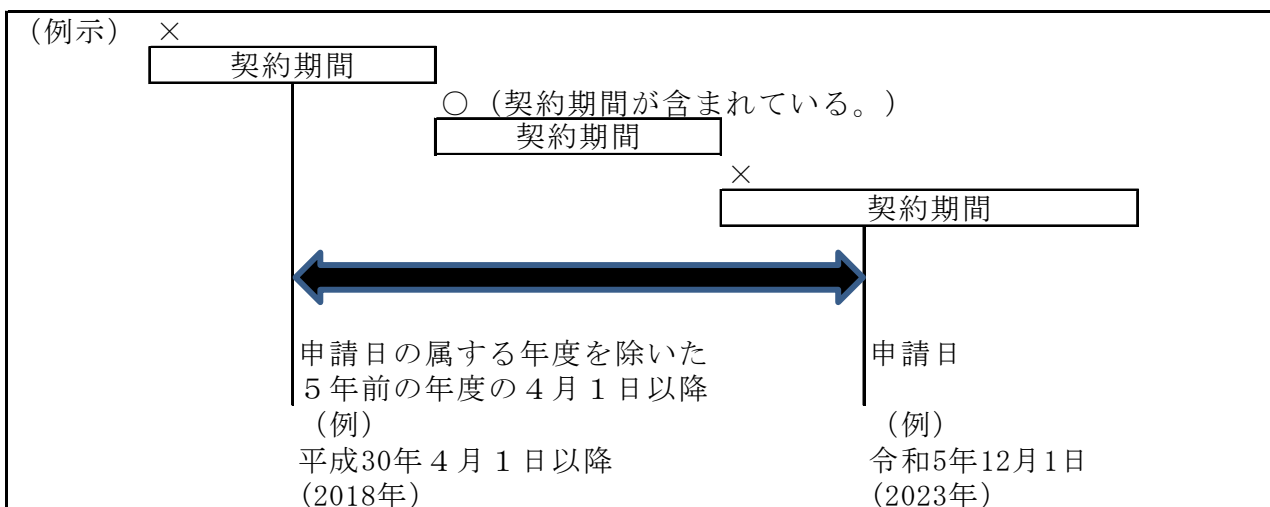 （例示） ×
契約期間
○（契約期間が含まれている。）
契約期間
×
契約期間
申請日の属する年度を除いた
５年前の年度の４月１日以降
（例）
平成30年４月１日以降
(2018年)
申請日
（例）
令和5年12月1日
(2023年)